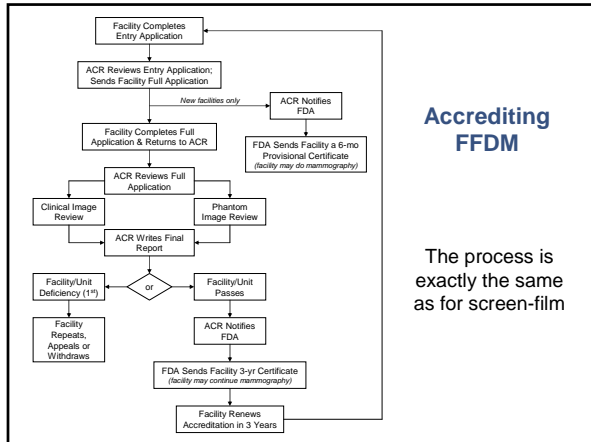 Facility Completes
Entry Application
ACR Reviews Entry Application;
Sends Facility Full Application
New facilities only
ACR Notifies
FDA
Facility Completes Full
Application & Returns to ACR
FDA Sends Facility a 6-mo
Provisional Certificate
(facility may do mammography)
ACR Reviews Full
Application
Clinical Image
Review
Phantom
Image Review
ACR Writes Final
Report
Facility/Unit
Deficiency (1st)
or
Facility/Unit
Passes
Facility
Repeats,
Appeals or
Withdraws
ACR Notifies
FDA
FDA Sends Facility 3-yr Certificate
(facility may continue mammography)
Facility Renews
Accreditation in 3 Years
Accrediting
FFDM
The process is
exactly the same
as for screen-film